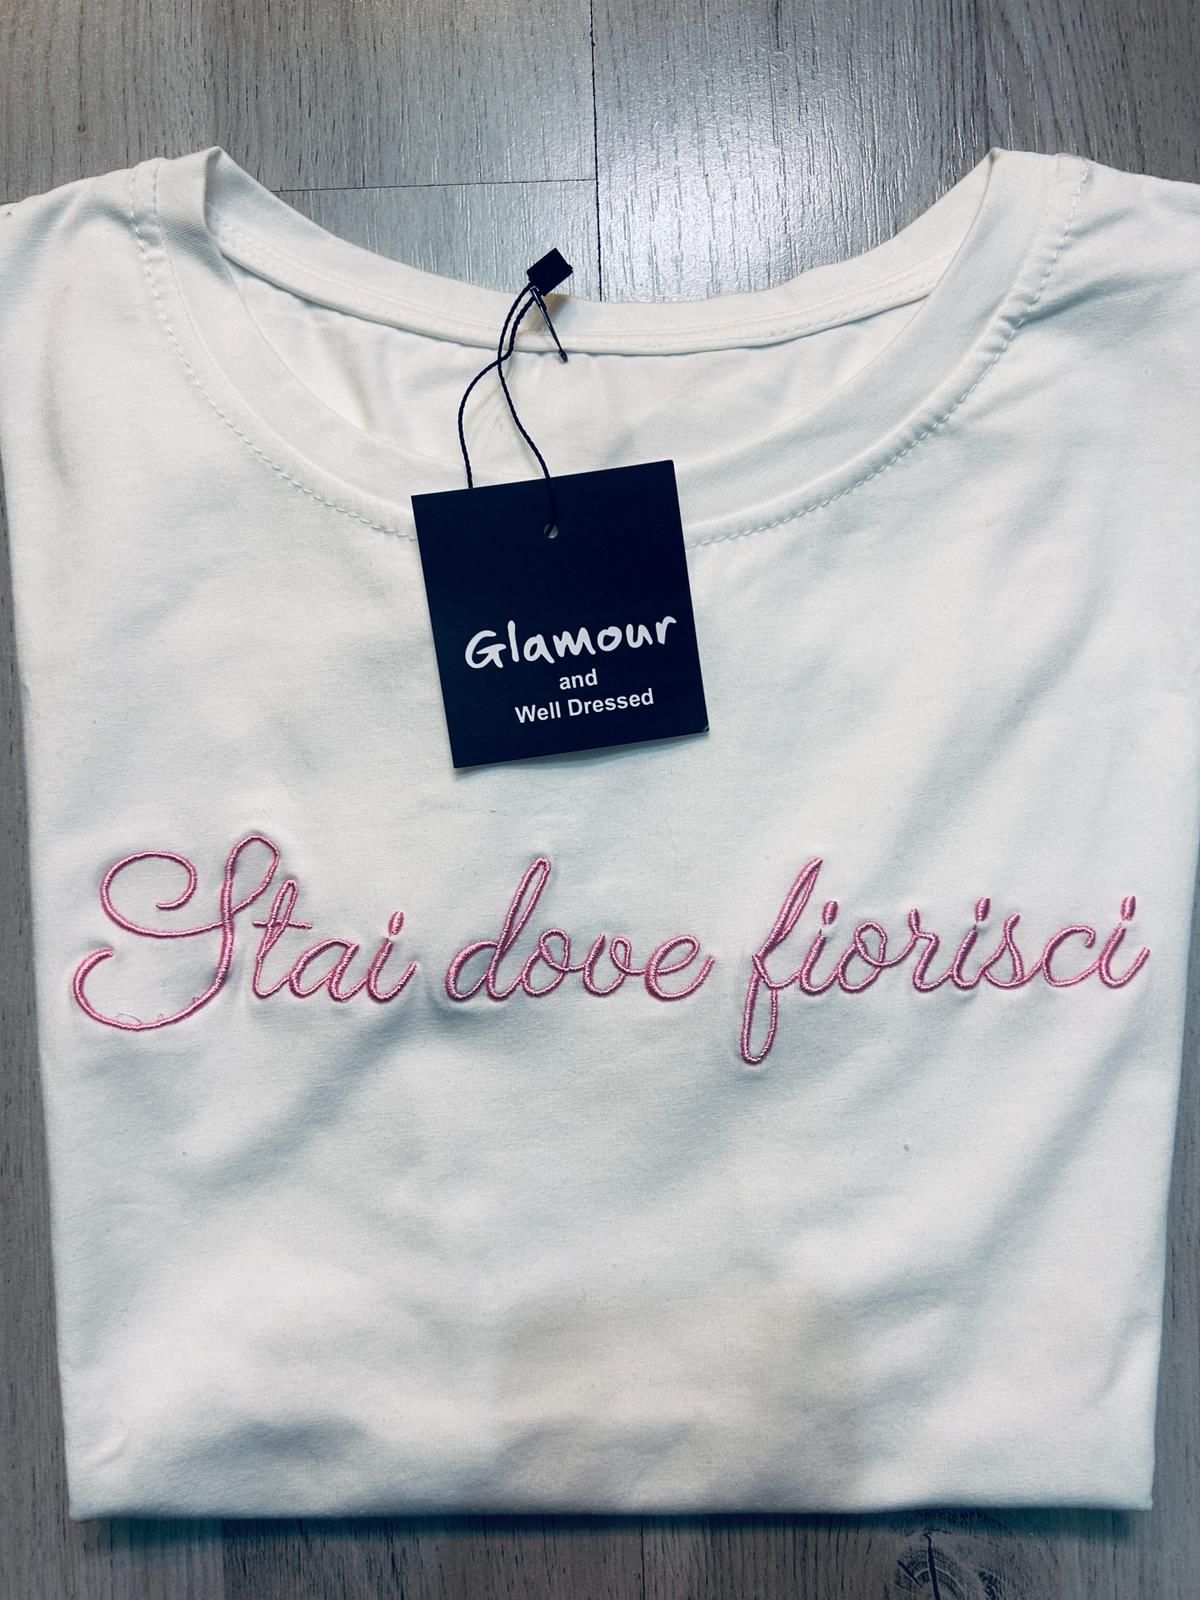 Glamour
and
Well Dressed
Stai dove fiorisci